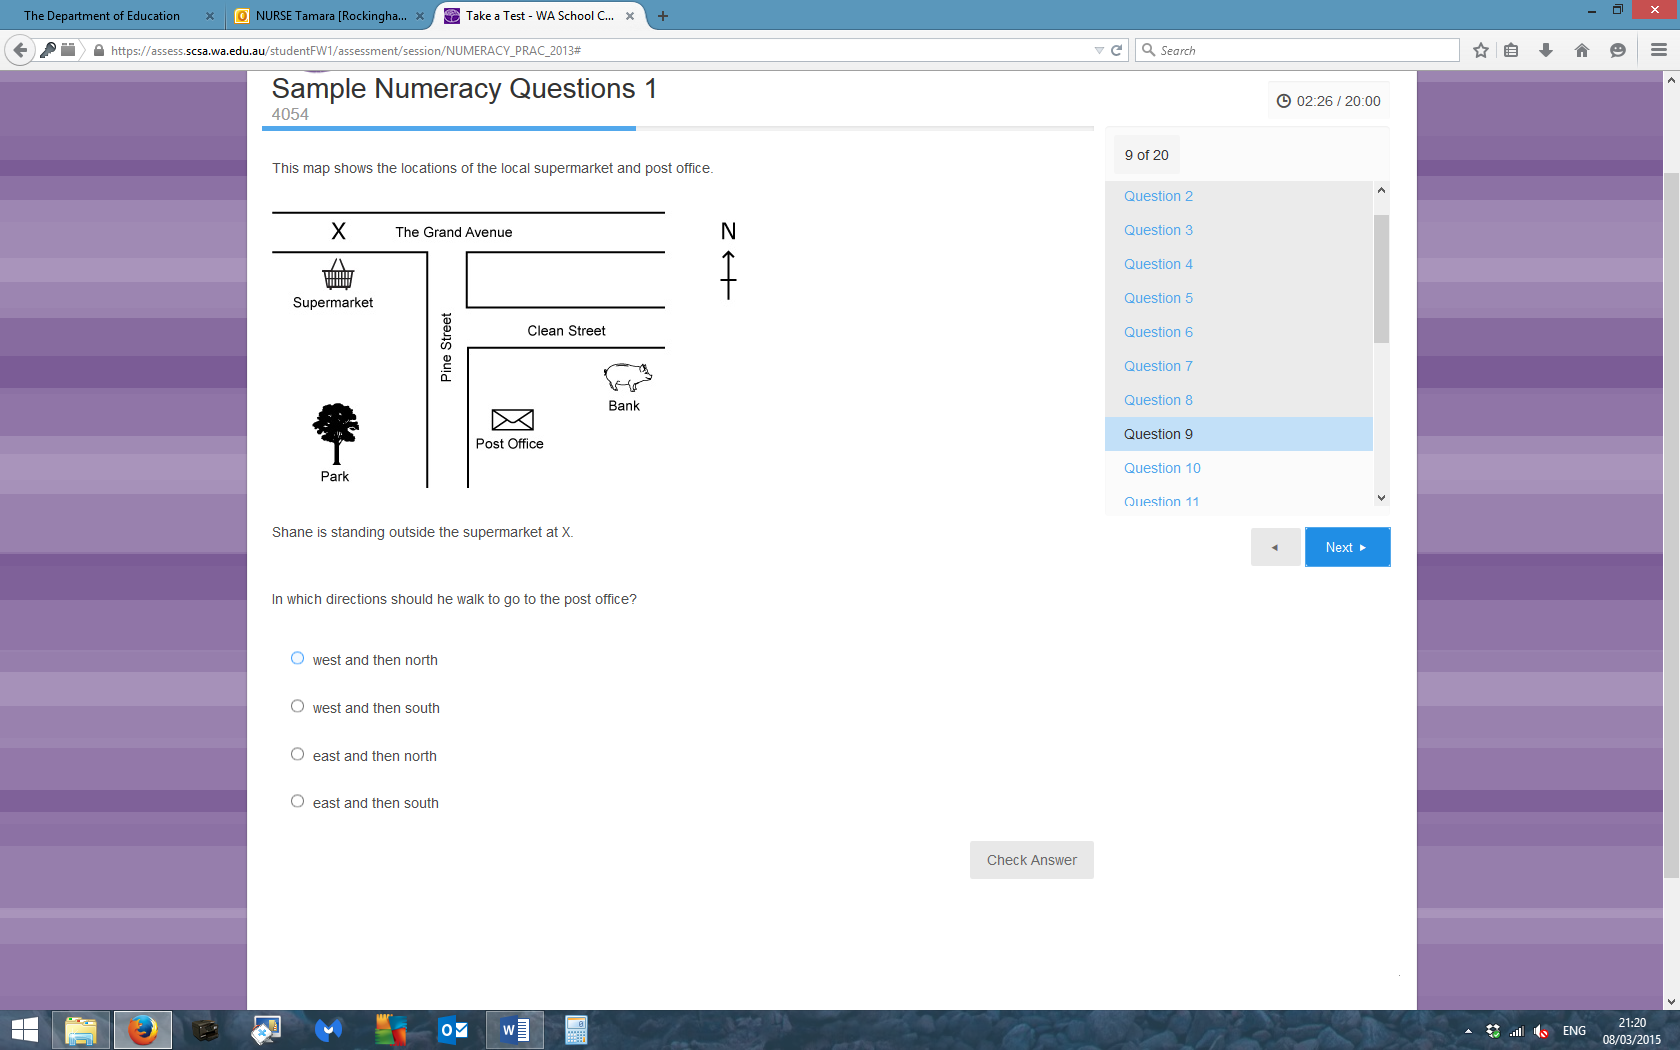 The Department of Education
NURSE Tamara [Rockingha...
Take a Test - WA School C...
https://assess.scsa.wa.edu.au/studentFW1/assessment/session/NUMERACY_PRAC_2013#
Search
Sample Numeracy Questions 1
4054
02:26 / 20:00
9 of 20
This map shows the locations of the local supermarket and post office.
X
The Grand Avenue
N
Supermarket
Pine Street
Clean Street
Bank
Post Office
Park
Question 2
Question 3
Question 4
Question 5
Question 6
Question 7
Question 8
Question 9
Question 10
Question 11
Shane is standing outside the supermarket at X.
Next
In which directions should he walk to go to the post office?
west and then north
west and then south
east and then north
east and then south
Check Answer
ENG
21:20
08/03/2015